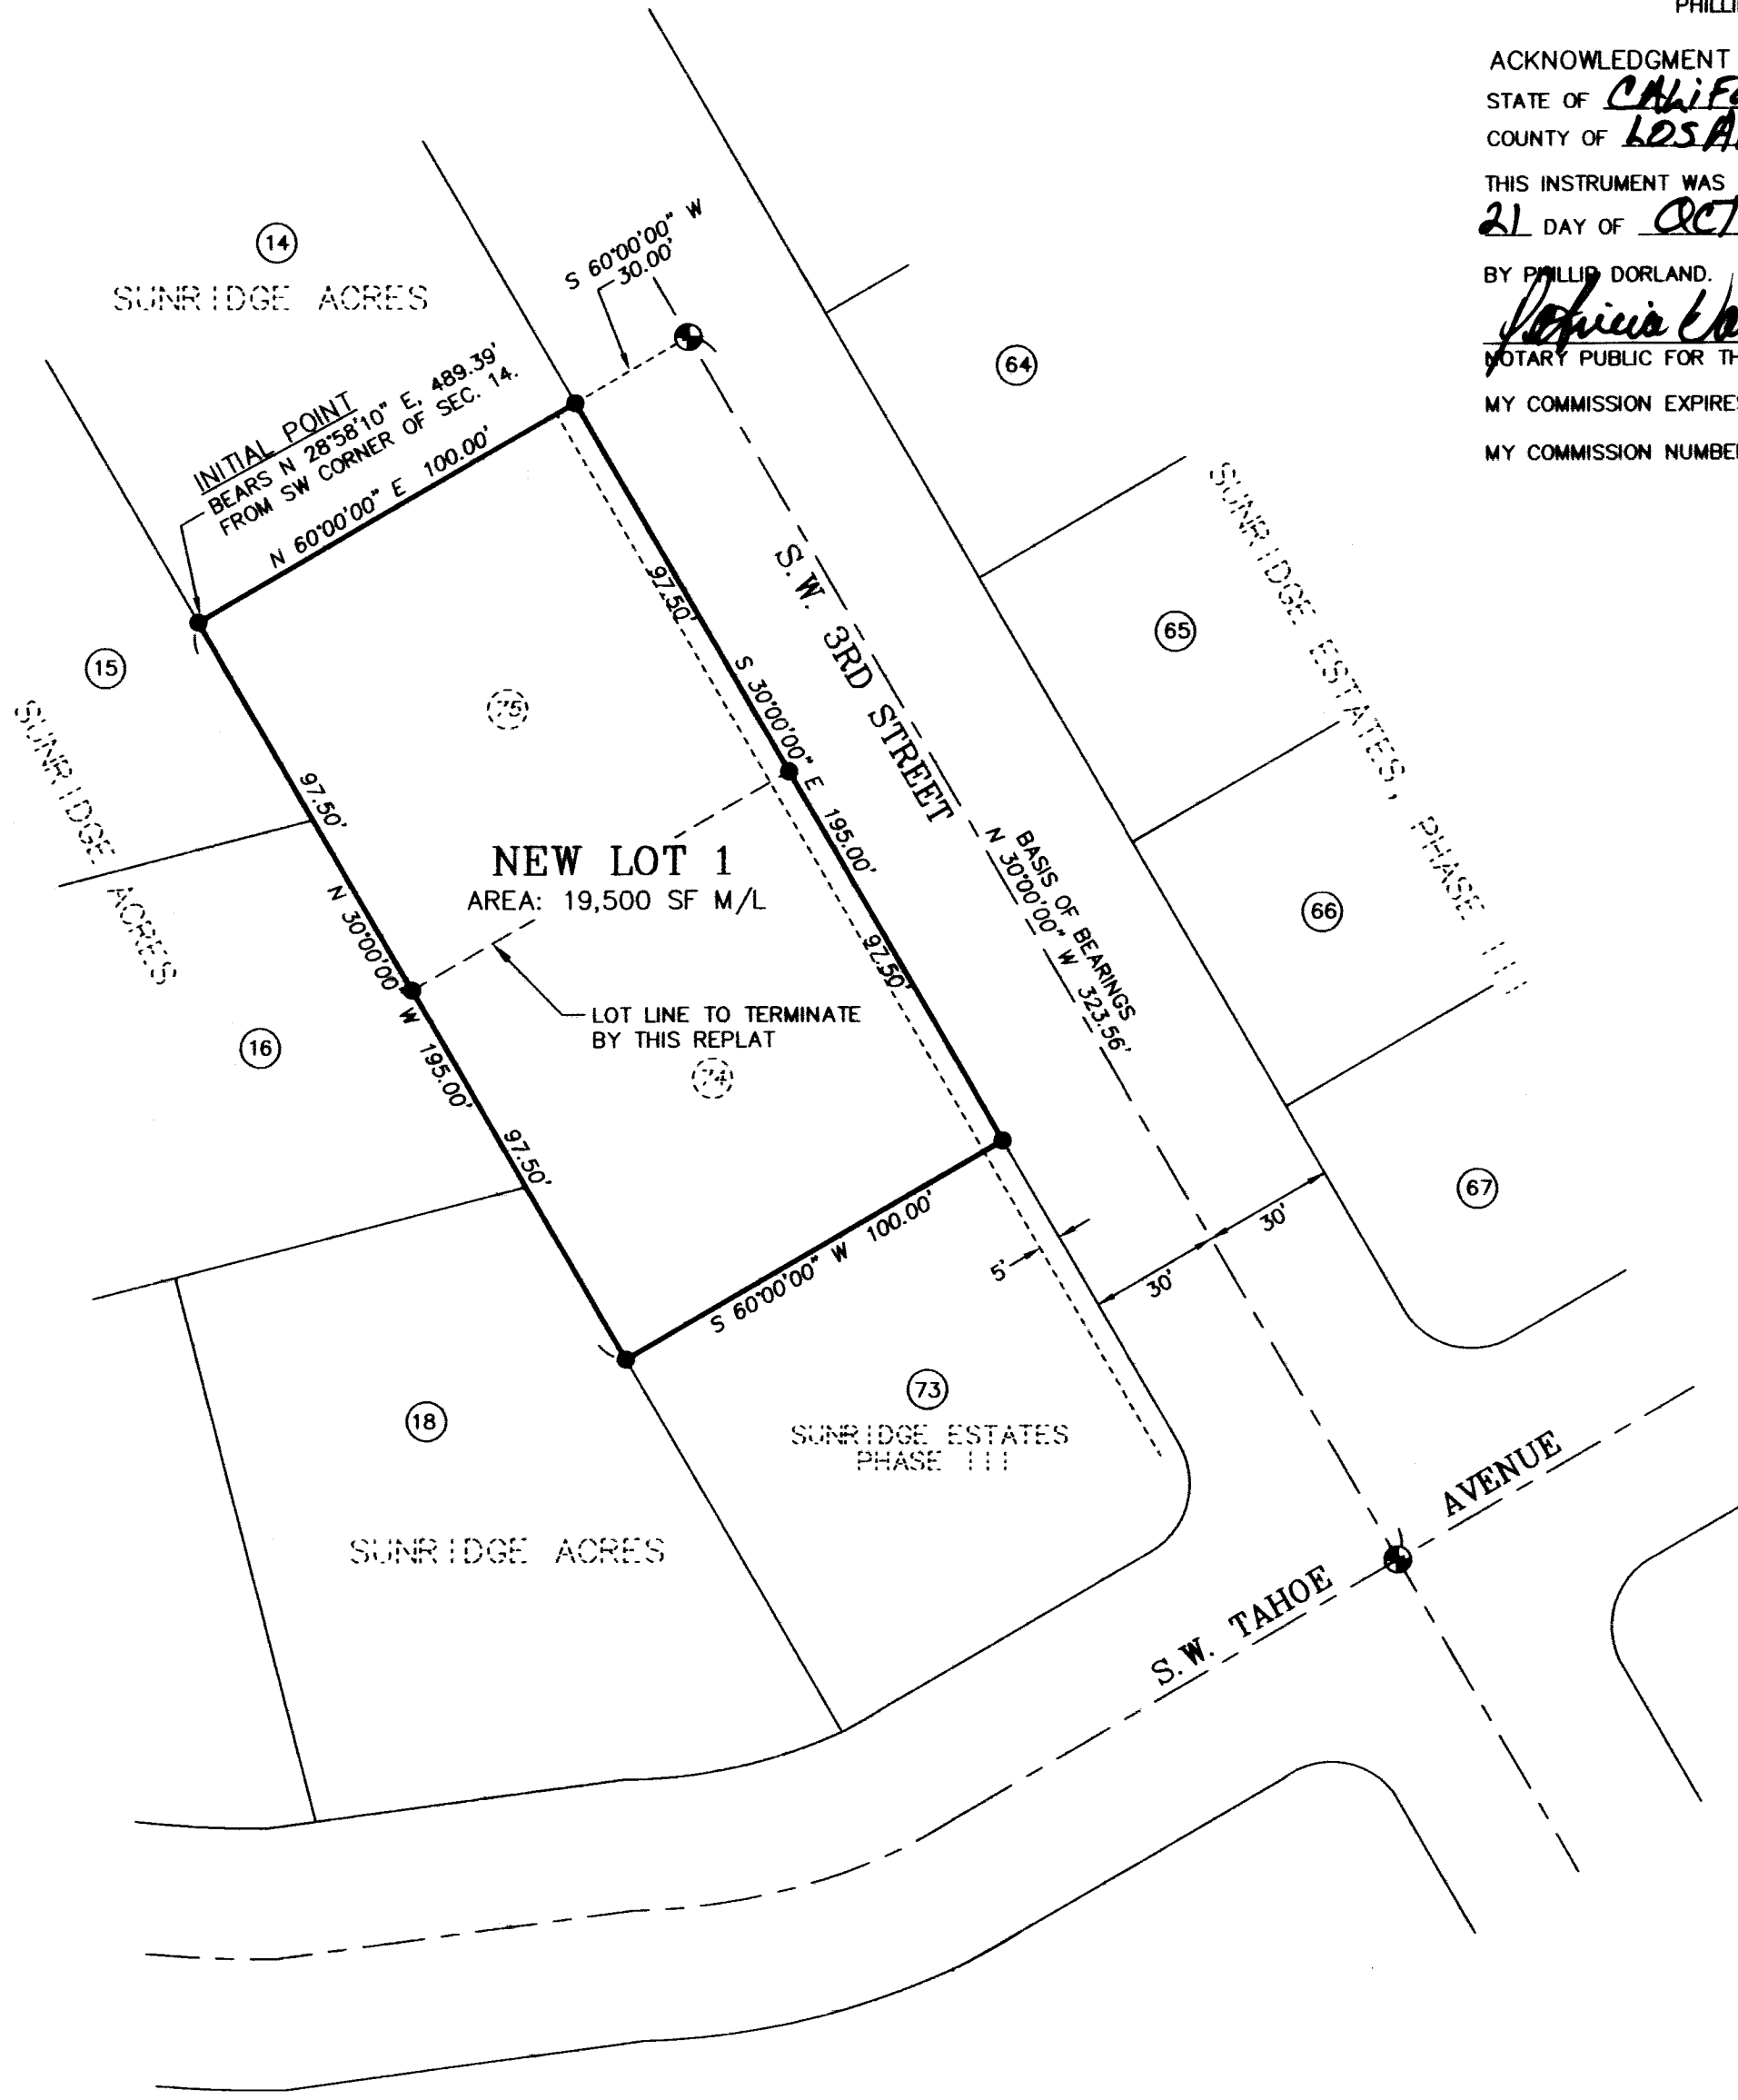 PHILLI
ACKNOWLEDGMENT
STATE OF CALIFO
COUNTY OF LOS A
THIS INSTRUMENT WAS
21 DAY OF OCT
BY PHILLIP DORLAND.
Patricia
NOTARY PUBLIC FOR TH
MY COMMISSION EXPIRES
MY COMMISSION NUMBER
14
SUNRIDGE ACRES
S 60°00'00" W
30.00'
INITIAL POINT
BEARS N 28°58'10" E, 489.39'
FROM SW CORNER OF SEC. 14.
N 60°00'00" E 100.00'
64
15
SUNRIDGE ACRES
75
97.50'
S 30°00'00" E 195.00'
97.50'
S.W. 3RD STREET
65
SUNRIDGE ESTATES, PHASE III
97.50'
N 30°00'00" W 195.00'
97.50'
NEW LOT 1
AREA: 19,500 SF M/L
BASIS OF BEARINGS
N 30°00'00" W 323.56'
66
LOT LINE TO TERMINATE
BY THIS REPLAT
16
74
67
S 60°00'00" W 100.00'
5'
30'
30'
18
73
SUNRIDGE ESTATES
PHASE III
SUNRIDGE ACRES
S.W. TAHOE AVENUE